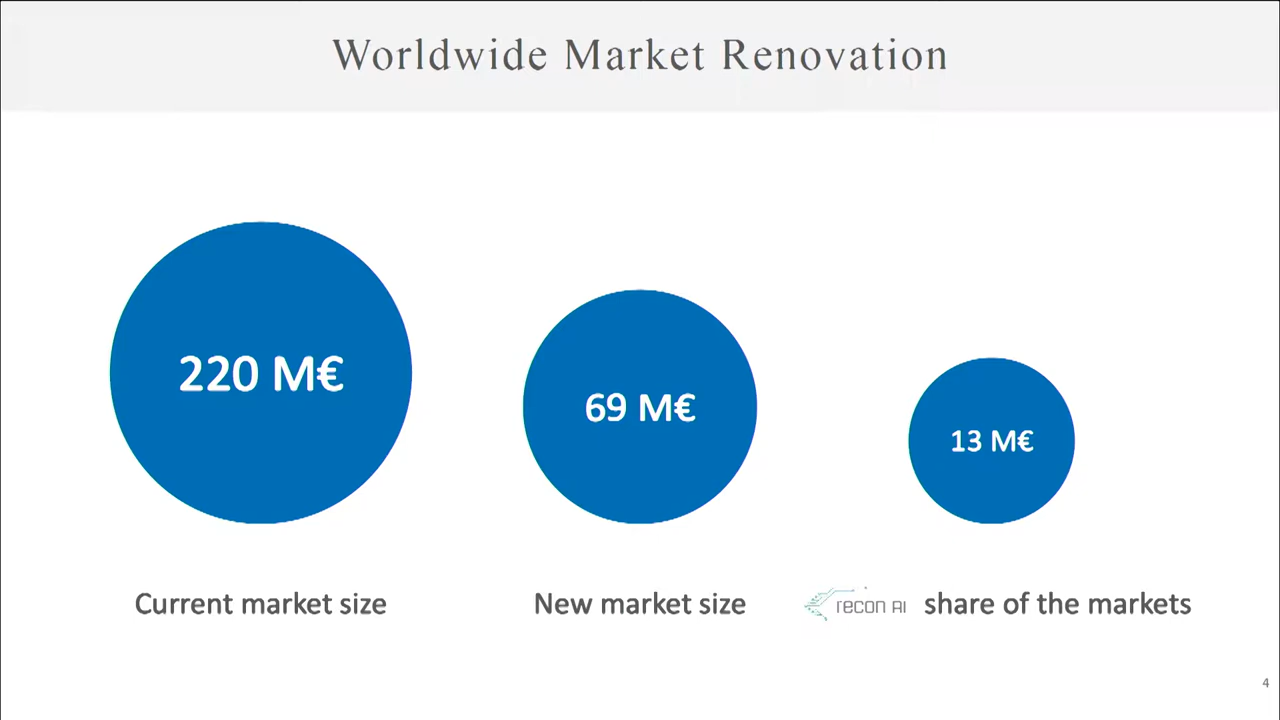 Worldwide Market Renovation
220 M€
69 M€
13 M€
Current market size
New market size
recon AI share of the markets
4